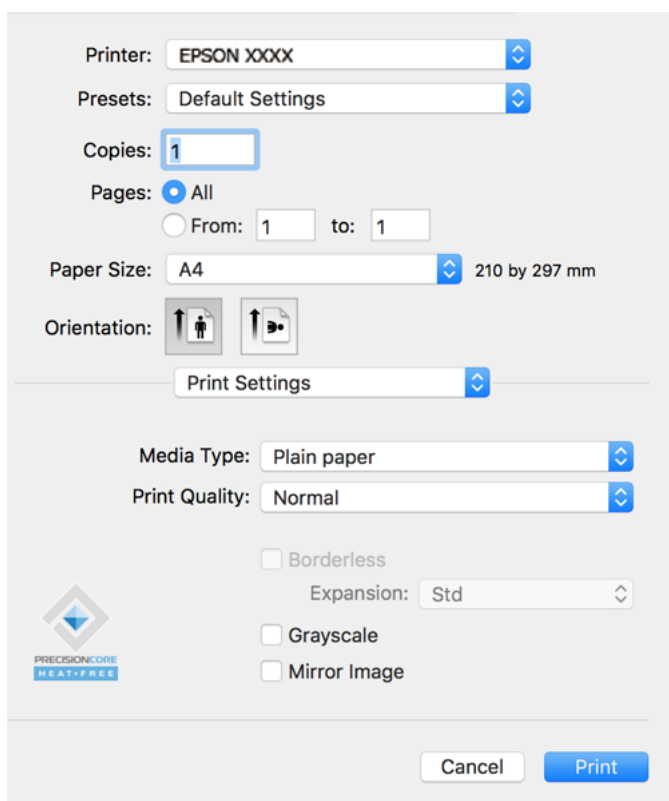 Printer: EPSON XXXX
Presets: Default Settings
Copies: 1
Pages: All
From: 1 to: 1
Paper Size: A4 210 by 297 mm
Orientation:
Print Settings
Media Type: Plain paper
Print Quality: Normal
Borderless
Expansion: Std
Grayscale
PRECISIONCORE
HEAT•FREE
Mirror Image
Cancel Print